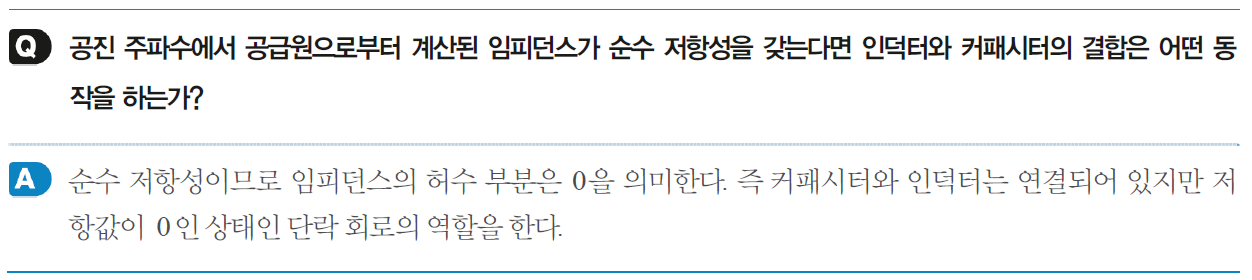 Q 공진 주파수에서 공급원으로부터 계산된 임피던스가 순수 저항성을 갖는다면 인덕터와 커패시터의 결합은 어떤 동
작을 하는가?
A 순수 저항성이므로 임피던스의 허수 부분은 0을 의미한다. 즉 커패시터와 인덕터는 연결되어 있지만 저
항값이 0인 상태인 단락 회로의 역할을 한다.